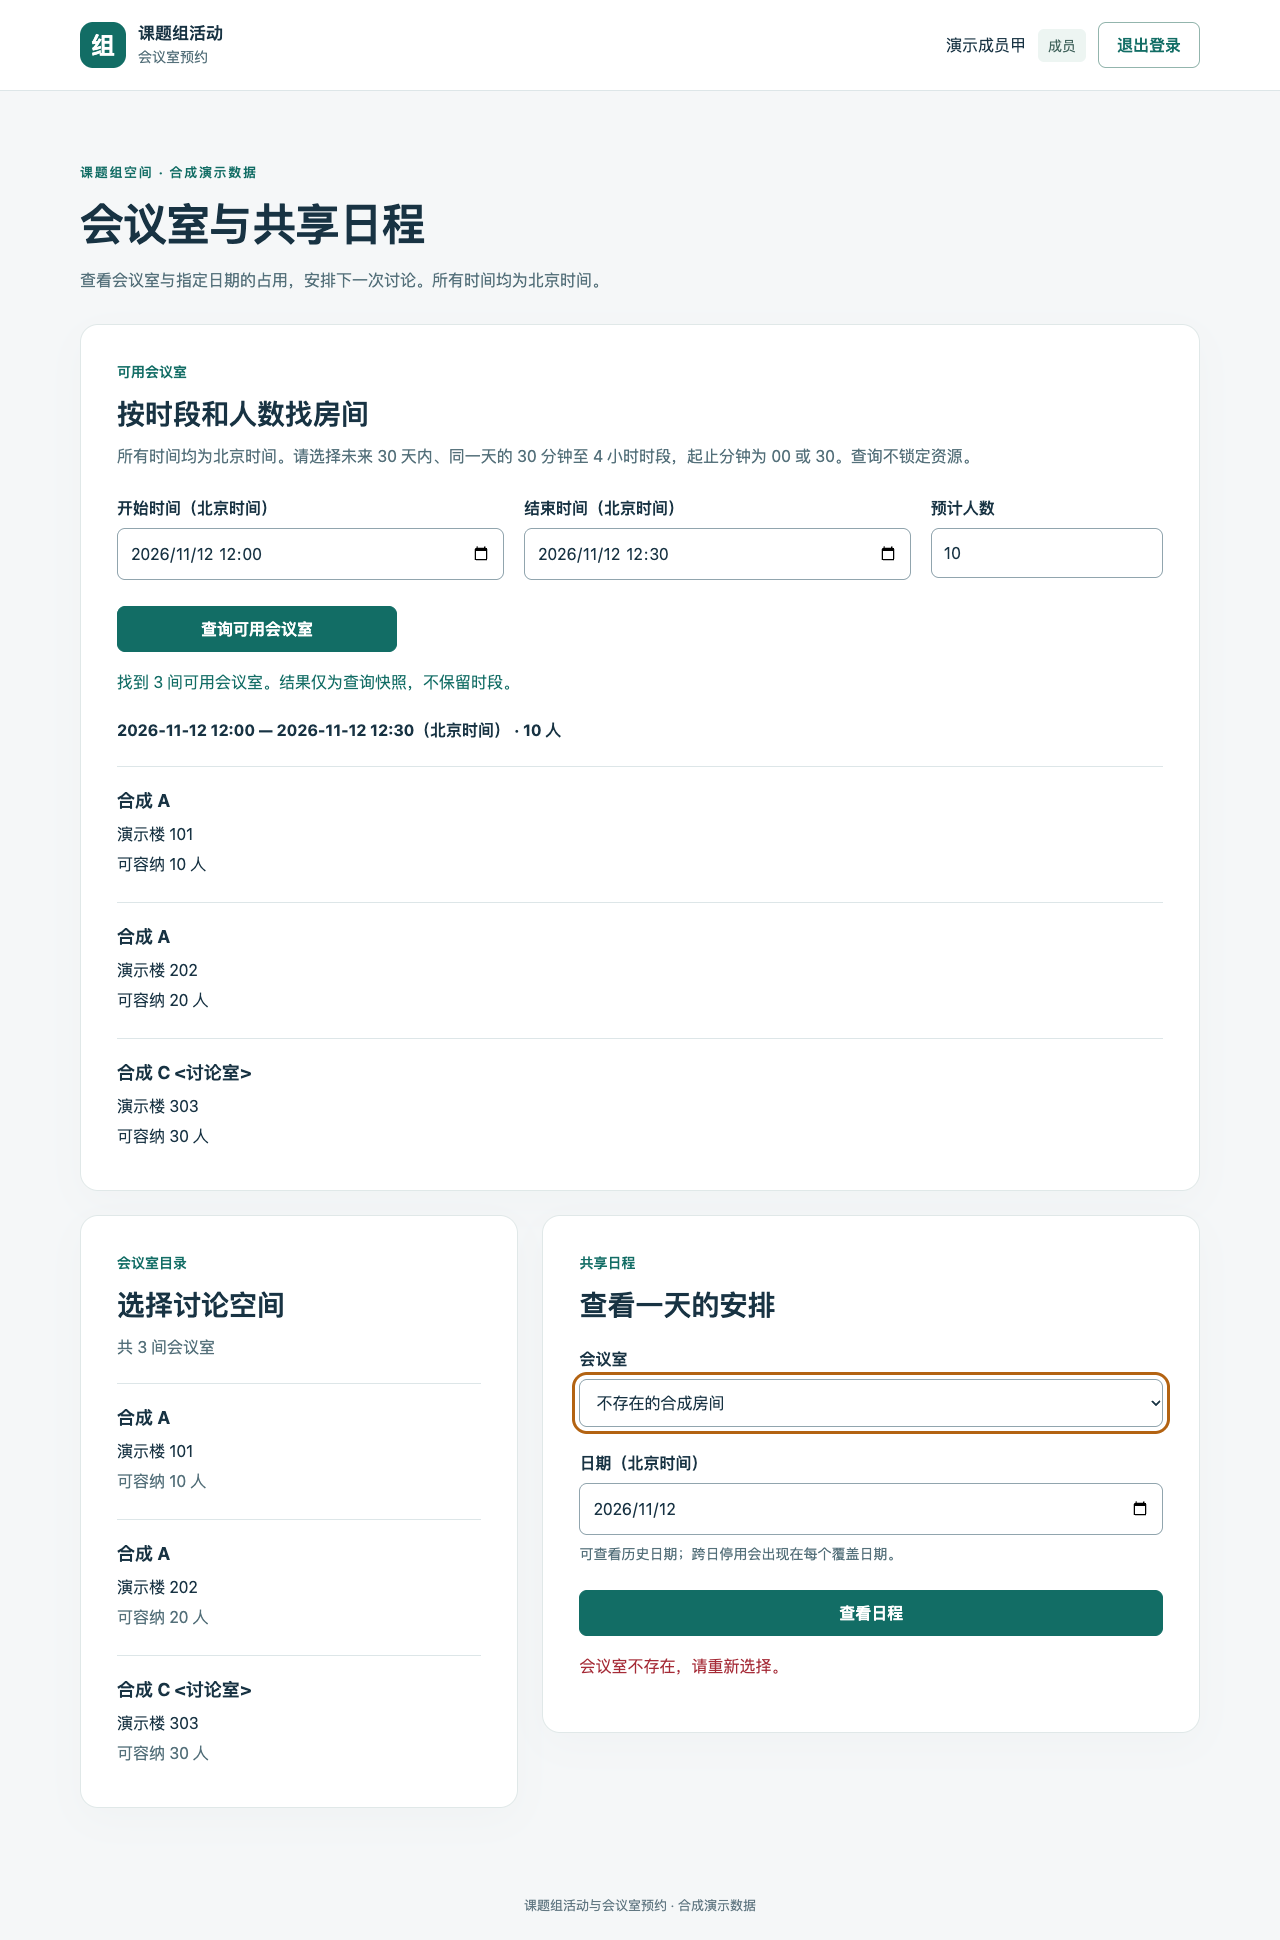 组
课题组活动
会议室预约
演示成员甲
成员
退出登录
课题组空间 · 合成演示数据
会议室与共享日程
查看会议室与指定日期的占用，安排下一次讨论。所有时间均为北京时间。
可用会议室
按时段和人数找房间
所有时间均为北京时间。请选择未来 30 天内、同一天的 30 分钟至 4 小时时段，起止分钟为 00 或 30。查询不锁定资源。
开始时间（北京时间）
2026/11/12 12:00
结束时间（北京时间）
2026/11/12 12:30
预计人数
10
查询可用会议室
找到 3 间可用会议室。结果仅为查询快照，不保留时段。
2026-11-12 12:00 — 2026-11-12 12:30（北京时间） · 10 人
合成 A
演示楼 101
可容纳 10 人
合成 A
演示楼 202
可容纳 20 人
合成 C <讨论室>
演示楼 303
可容纳 30 人
会议室目录
选择讨论空间
共 3 间会议室
合成 A
演示楼 101
可容纳 10 人
合成 A
演示楼 202
可容纳 20 人
合成 C <讨论室>
演示楼 303
可容纳 30 人
共享日程
查看一天的安排
会议室
不存在的合成房间
日期（北京时间）
2026/11/12
可查看历史日期；跨日停用会出现在每个覆盖日期。
查看日程
会议室不存在，请重新选择。
课题组活动与会议室预约 · 合成演示数据